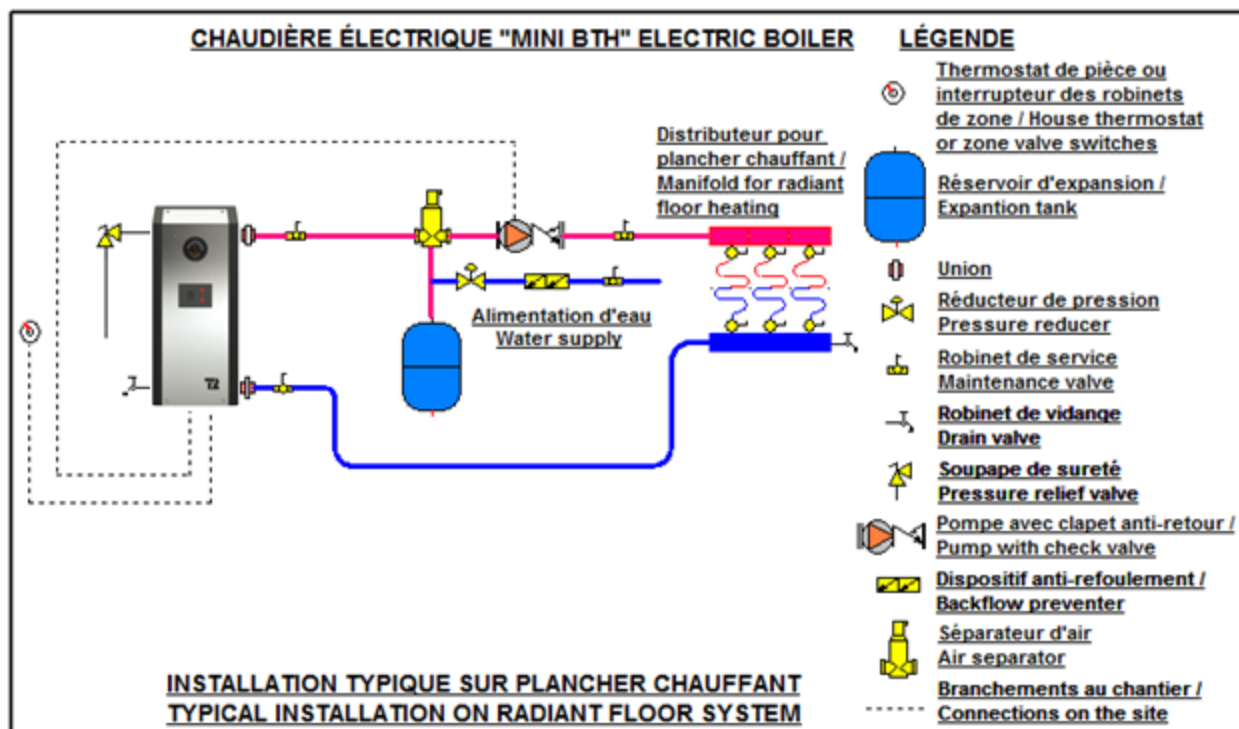 CHAUDIÈRE ÉLECTRIQUE "MINI BTH" ELECTRIC BOILER
LÉGENDE
Thermostat de pièce ou
interrupteur des robinets
de zone / House thermostat
or zone valve switches
Distributeur pour
plancher chauffant /
Manifold for radiant
floor heating
Réservoir d'expansion /
Expantion tank
Union
Réducteur de pression
Pressure reducer
Alimentation d'eau
Water supply
Robinet de service
Maintenance valve
T2
Robinet de vidange
Drain valve
Soupape de sureté
Pressure relief valve
Pompe avec clapet anti-retour /
Pump with check valve
Dispositif anti-refoulement /
Backflow preventer
Séparateur d'air
Air separator
Branchements au chantier /
Connections on the site
INSTALLATION TYPIQUE SUR PLANCHER CHAUFFANT
TYPICAL INSTALLATION ON RADIANT FLOOR SYSTEM